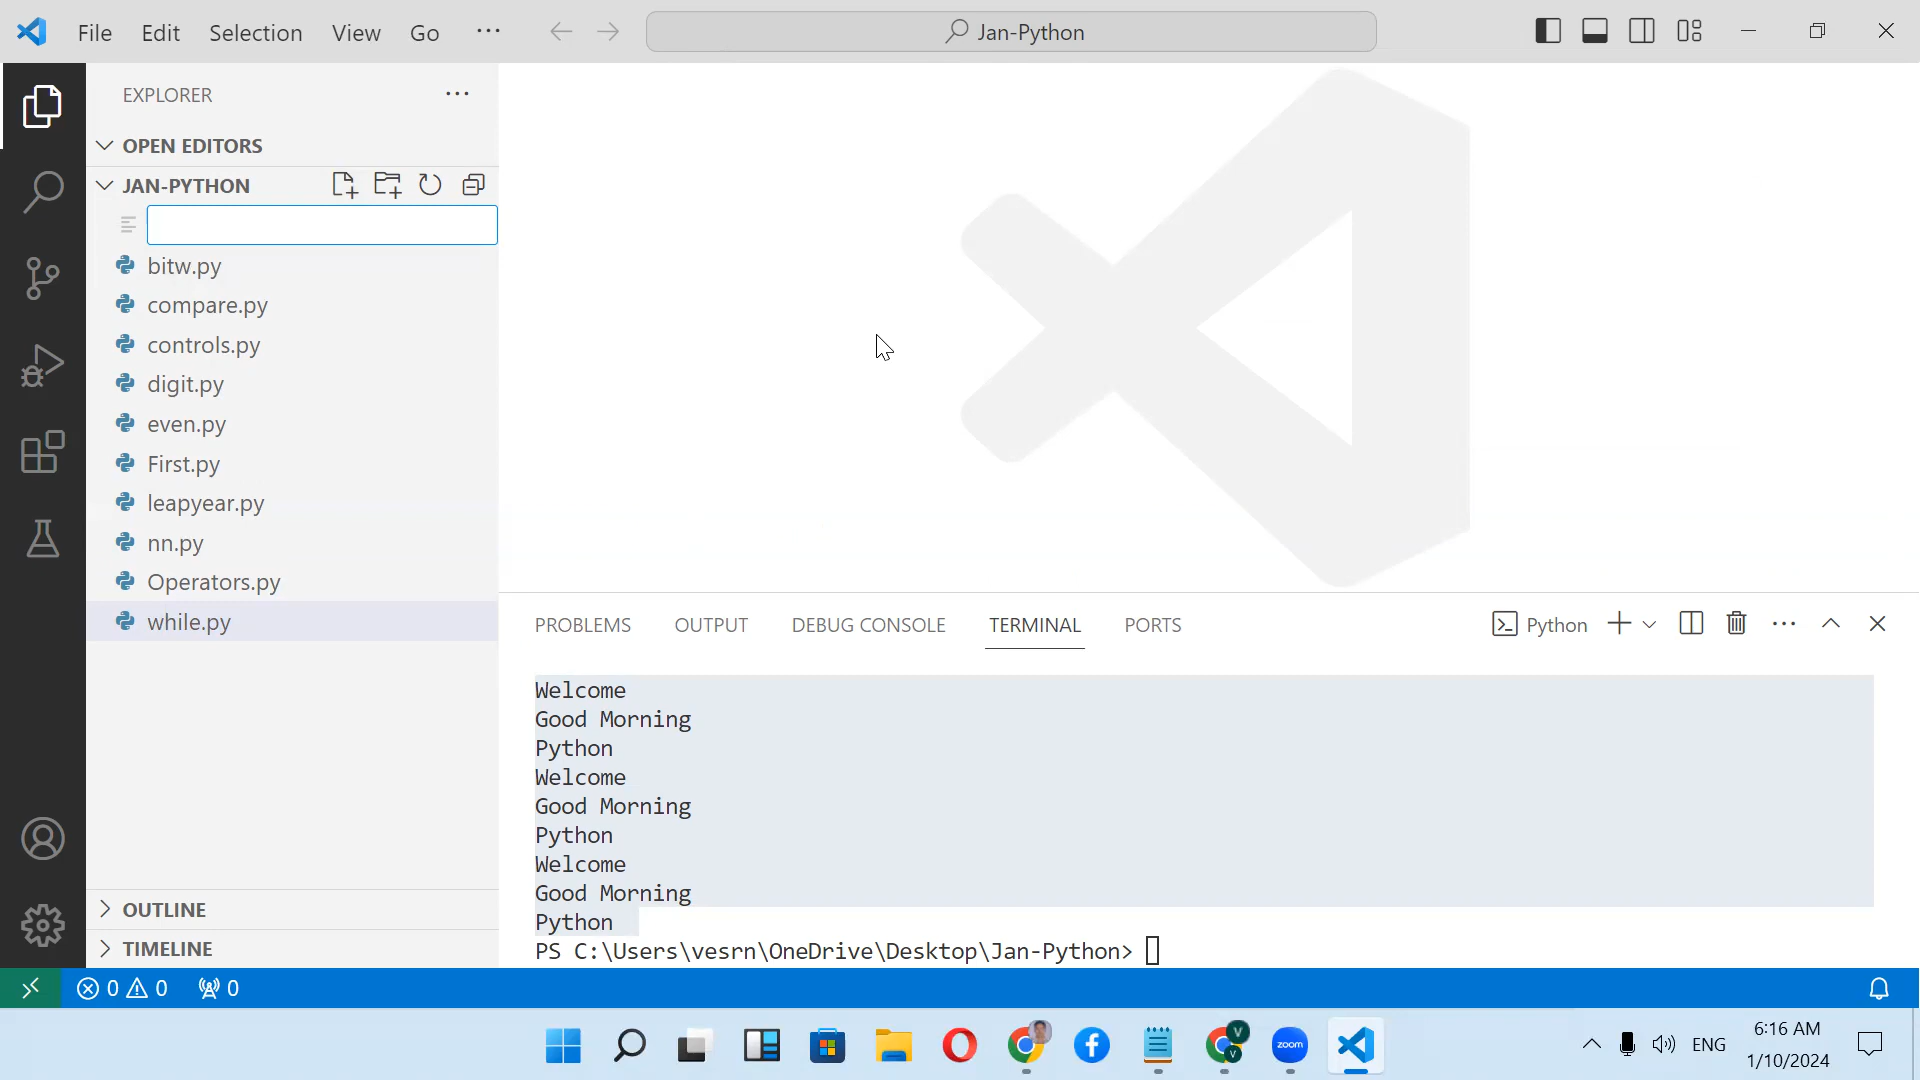 File Edit Selection View Go ···
Jan-Python
EXPLORER
OPEN EDITORS
JAN-PYTHON
bitw.py
compare.py
controls.py
digit.py
even.py
First.py
leapyear.py
nn.py
Operators.py
while.py
OUTLINE
TIMELINE
PROBLEMS OUTPUT DEBUG CONSOLE TERMINAL PORTS
Python
Welcome
Good Morning
Python
Welcome
Good Morning
Python
Welcome
Good Morning
Python
PS C:\Users\vesrn\OneDrive\Desktop\Jan-Python>
0 0 0
zoom
V
V
ENG
6:16 AM
1/10/2024